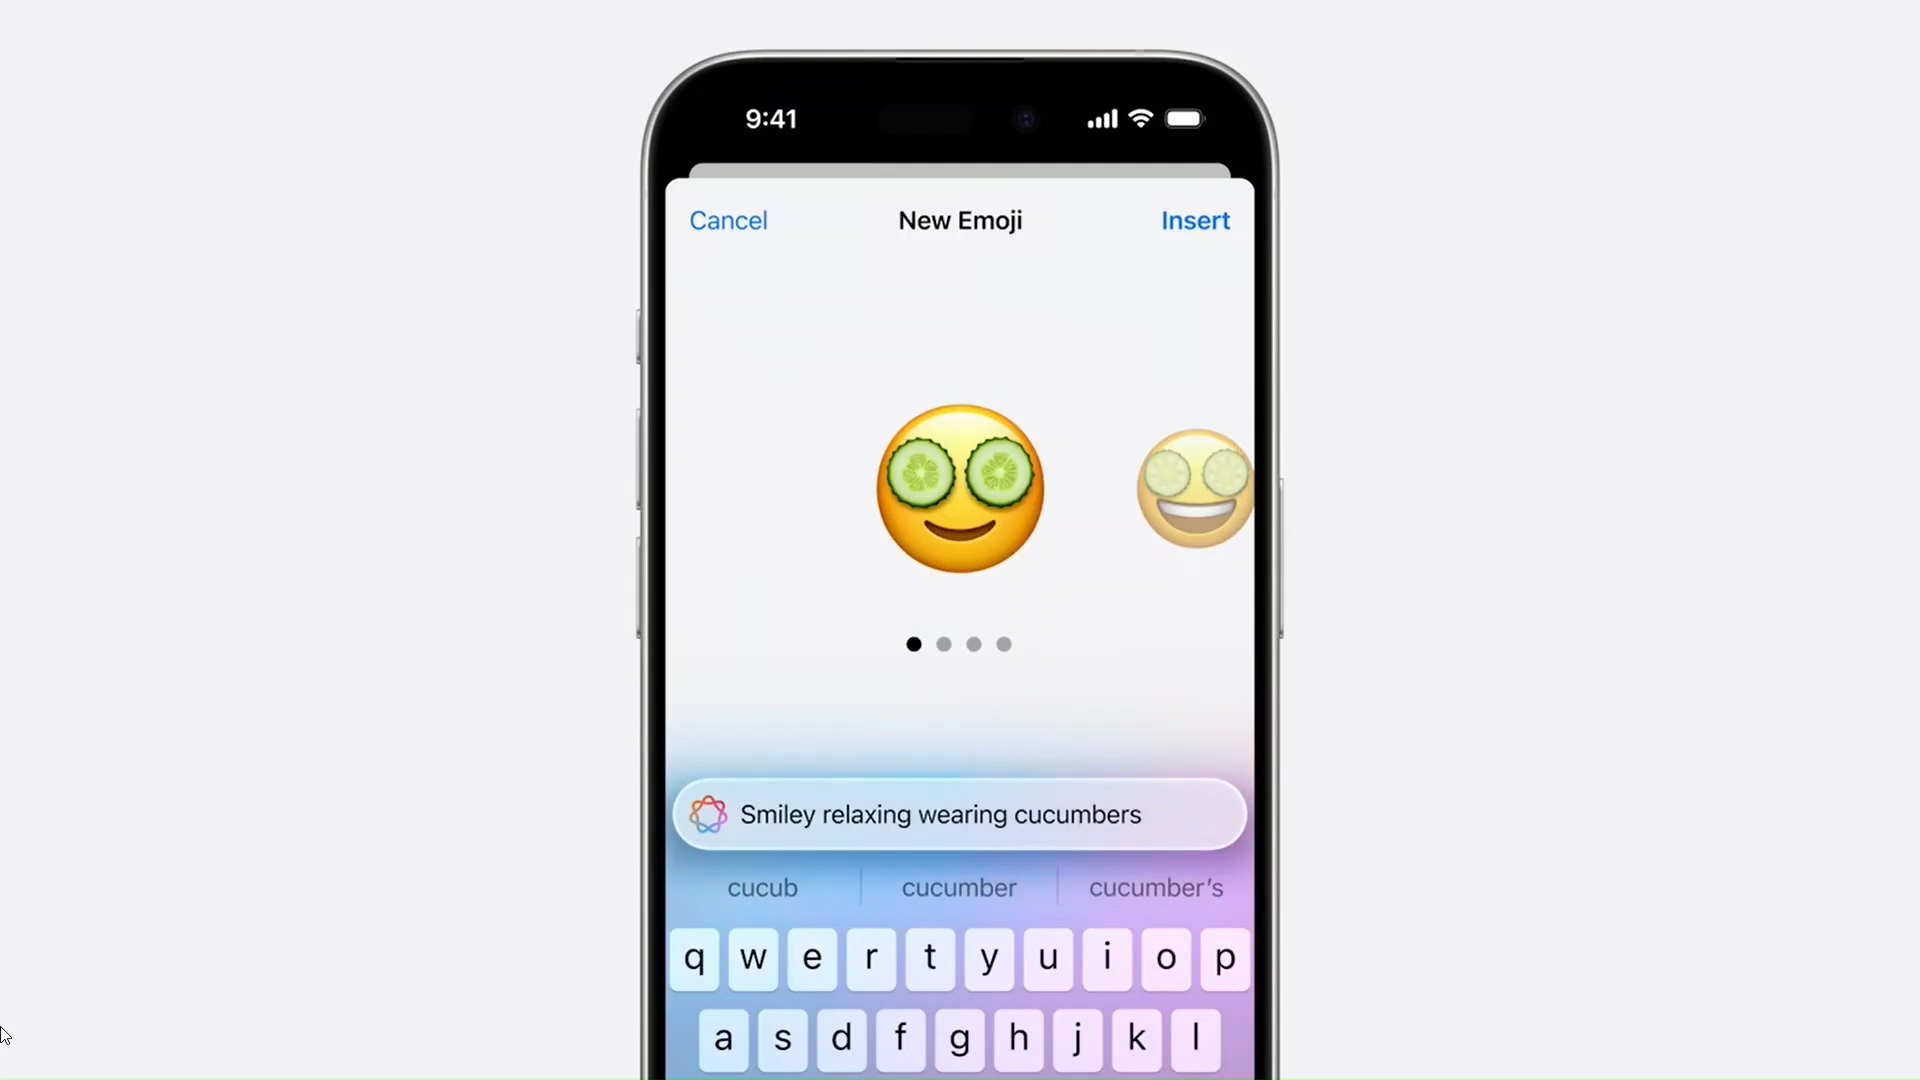 9:41
Cancel New Emoji Insert
Smiley relaxing wearing cucumbers
cucub cucumber cucumber’s
q w e r t y u i o p
a s d f g h j k l